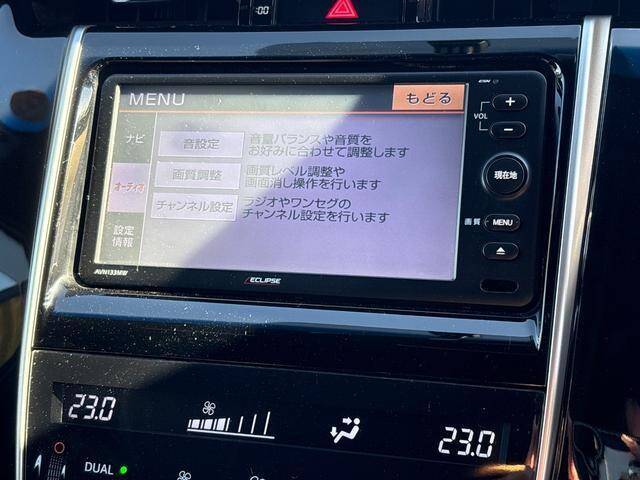 :00
MENU
もどる
ナビ
音設定
音量バランスや音質を
お好みに合わせて調整します
オーディオ
画質調整
画質レベル調整や
画面消し操作を行います
チャンネル設定
ラジオやワンセグの
チャンネル設定を行います
設定
情報
AVN133MW
ECLIPSE
+
VOL
−
現在地
画質
MENU
23.0
23.0
DUAL